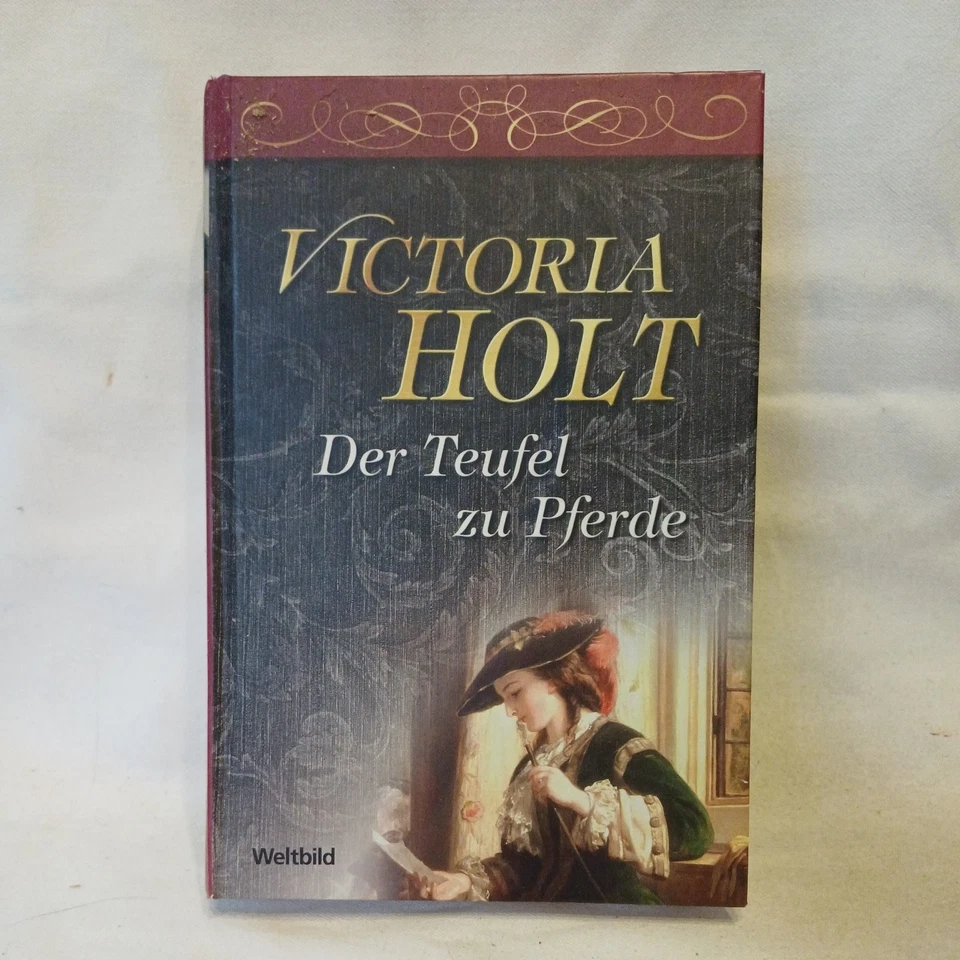 VICTORIA
HOLT
Der Teufel
zu Pferde
Weltbild